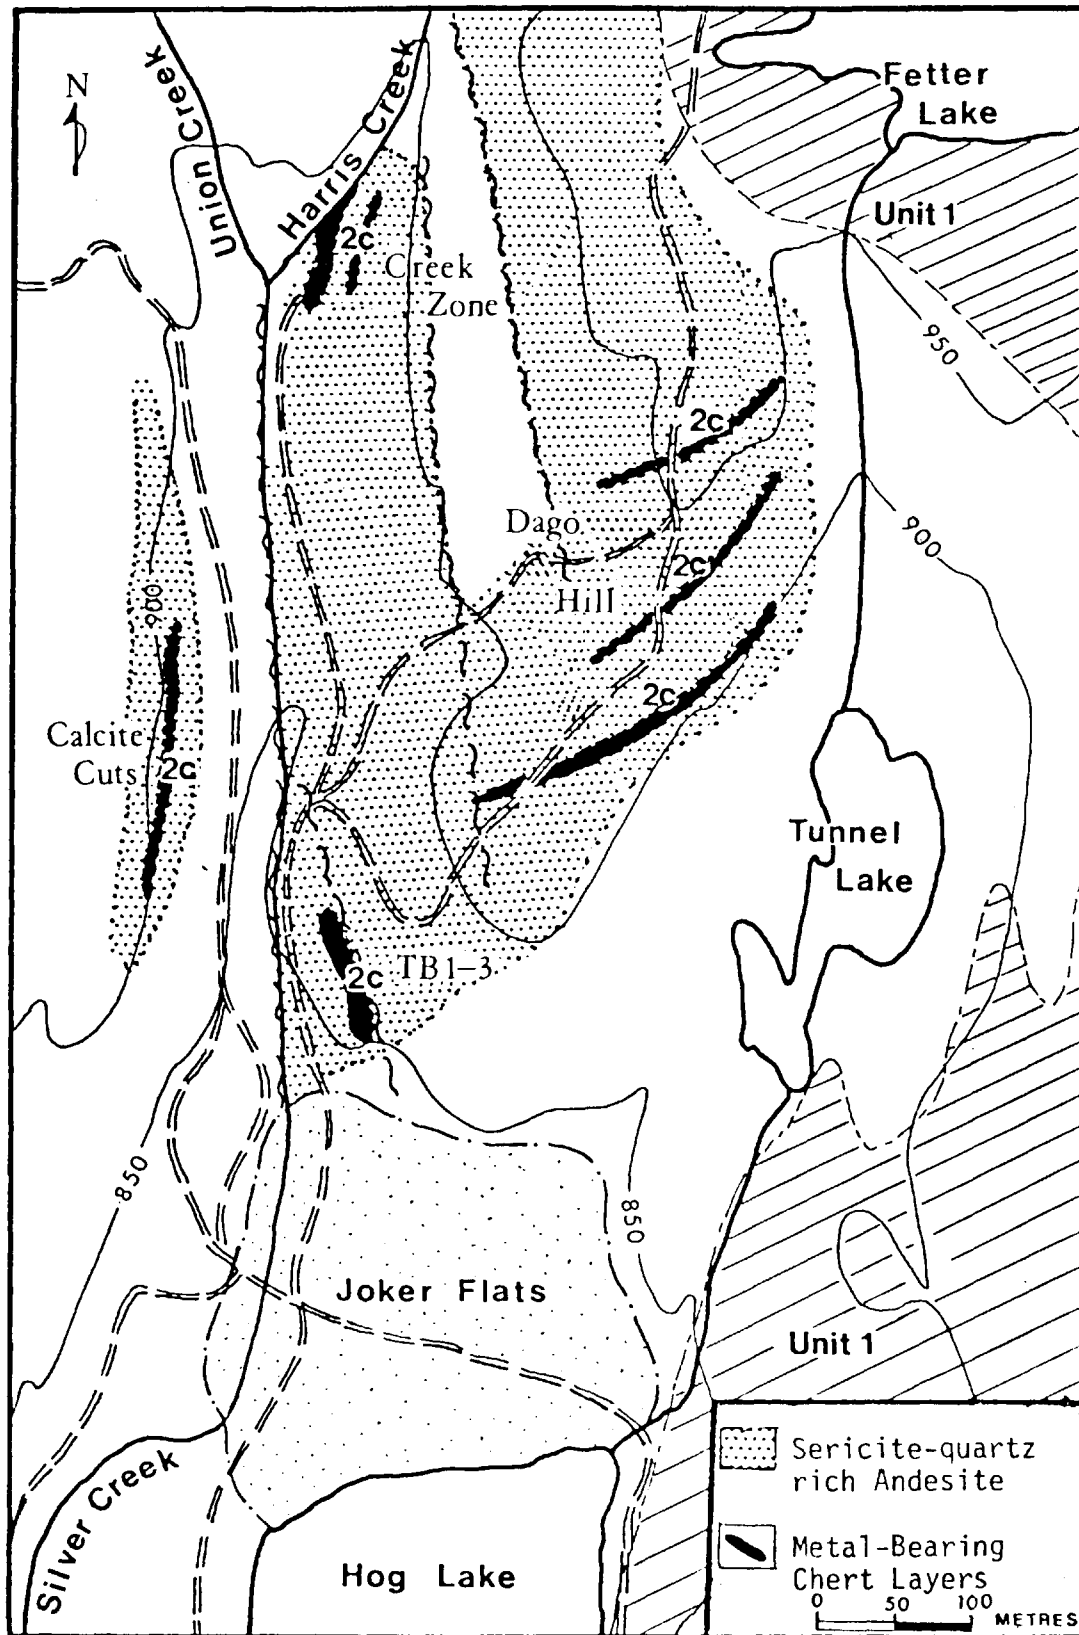 N
Union Creek
Harris Creek
Fetter
Lake
Unit 1
2c
Creek
Zone
950
2c
Dago
Hill
900
2c
900
2c
Calcite
Cuts
2c
Tunnel
Lake
TB1-3
2c
850
850
Joker Flats
Unit 1
Silver Creek
Hog Lake
Sericite-quartz
rich Andesite
Metal-Bearing
Chert Layers
0 50 100
METRES